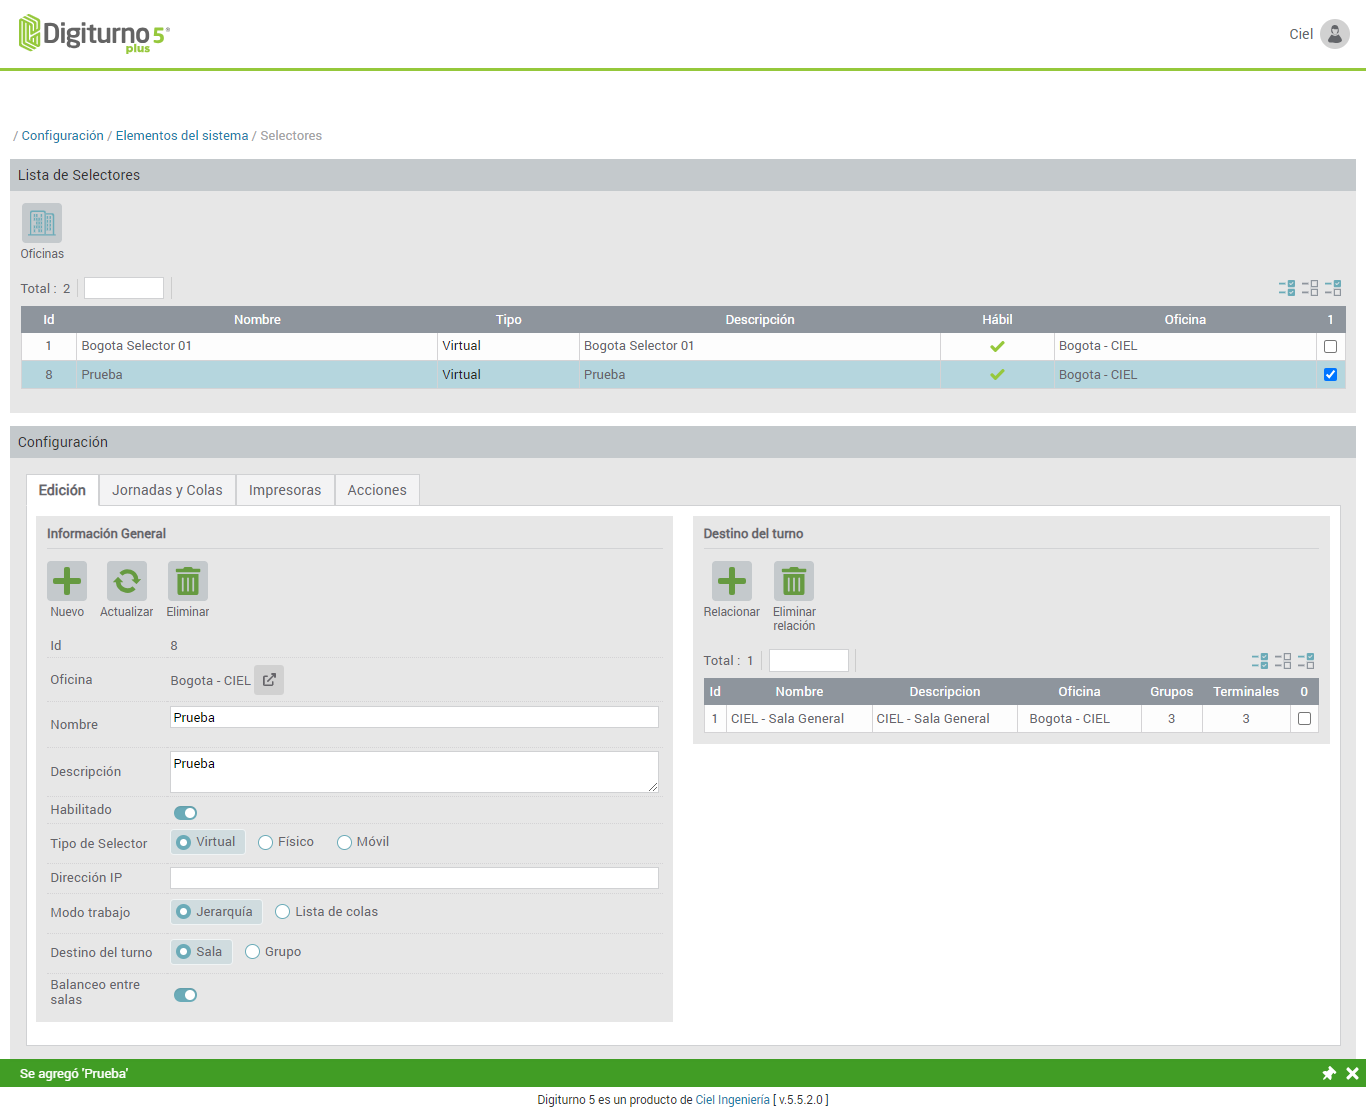 Digiturno 5®
plus
Ciel
/ Configuración / Elementos del sistema / Selectores
Lista de Selectores
Oficinas
Total : 2
Id Nombre Tipo Descripción Hábil Oficina 1
1 Bogota Selector 01 Virtual Bogota Selector 01 Bogota - CIEL
8 Prueba Virtual Prueba Bogota - CIEL
Configuración
Edición Jornadas y Colas Impresoras Acciones
Información General
Nuevo Actualizar Eliminar
Id 8
Oficina Bogota - CIEL
Nombre Prueba
Descripción Prueba
Habilitado
Tipo de Selector Virtual Físico Móvil
Dirección IP
Modo trabajo Jerarquía Lista de colas
Destino del turno Sala Grupo
Balanceo entre
salas
Destino del turno
Relacionar Eliminar
relación
Total : 1
Id Nombre Descripcion Oficina Grupos Terminales 0
1 CIEL - Sala General CIEL - Sala General Bogota - CIEL 3 3
Se agregó 'Prueba'
Digiturno 5 es un producto de Ciel Ingeniería [ v.5.5.2.0 ]